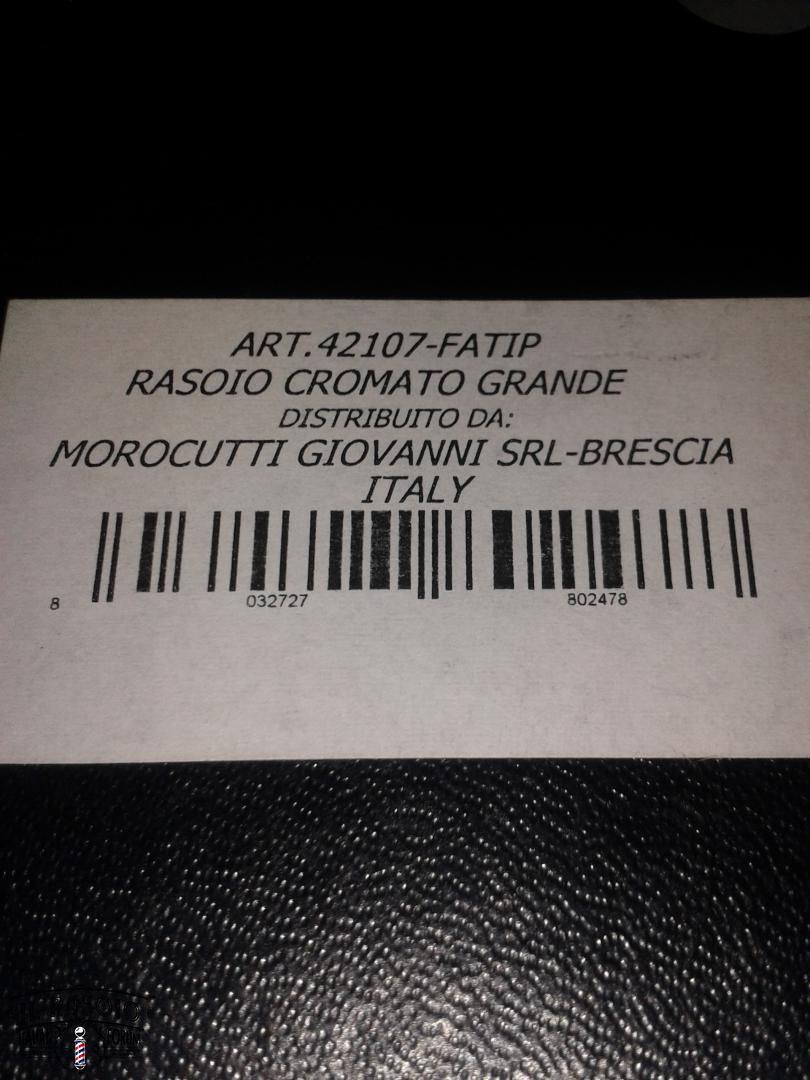 ART.42107-FATIP
RASOIO CROMATO GRANDE
DISTRIBUITO DA:
MOROCUTTI GIOVANNI SRL-BRESCIA
ITALY
8 032727 802478